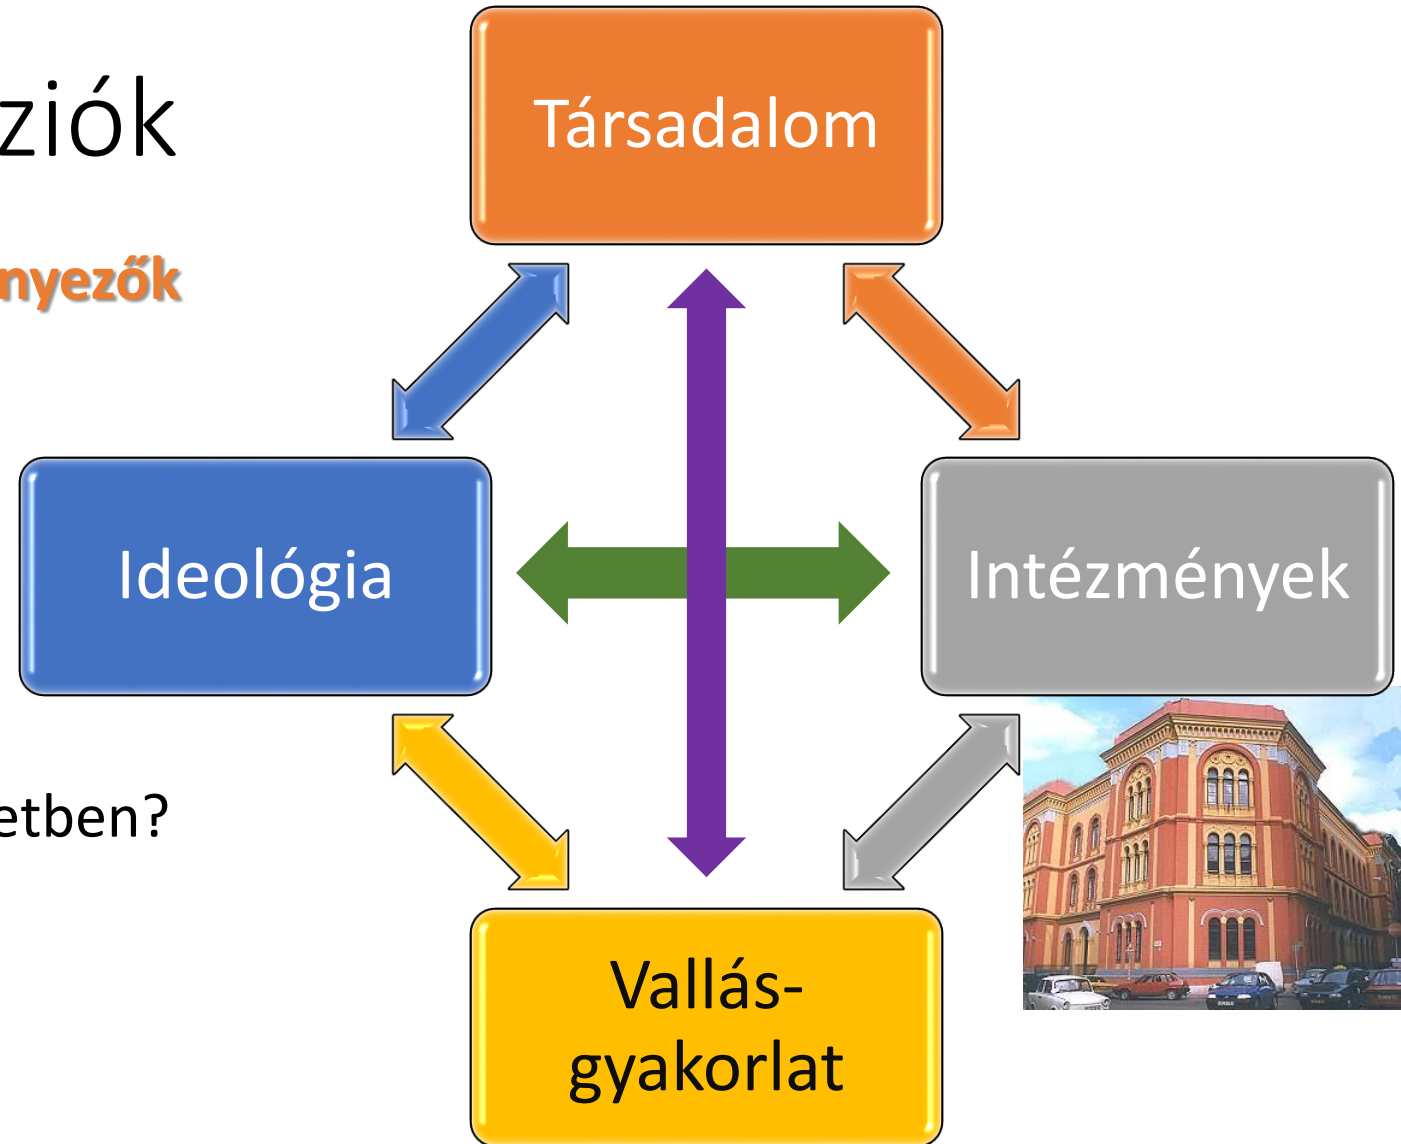 ziók
Társadalom
nyezők
Ideológia
Intézmények
etben?
Vallás-
gyakorlat